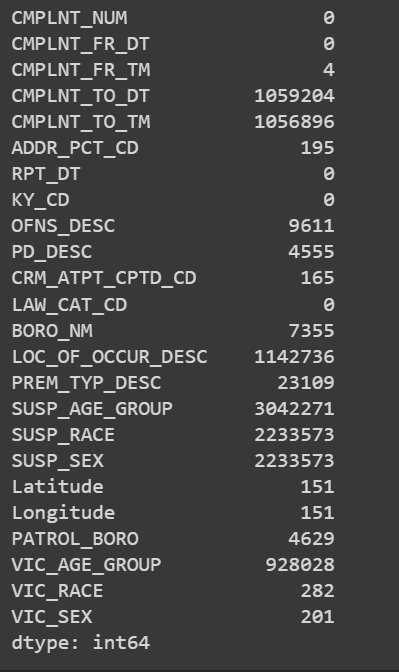 CMPLNT_NUM 0
CMPLNT_FR_DT 0
CMPLNT_FR_TM 4
CMPLNT_TO_DT 1059204
CMPLNT_TO_TM 1056896
ADDR_PCT_CD 195
RPT_DT 0
KY_CD 0
OFNS_DESC 9611
PD_DESC 4555
CRM_ATPT_CPTD_CD 165
LAW_CAT_CD 0
BORO_NM 7355
LOC_OF_OCCUR_DESC 1142736
PREM_TYP_DESC 23109
SUSP_AGE_GROUP 3042271
SUSP_RACE 2233573
SUSP_SEX 2233573
Latitude 151
Longitude 151
PATROL_BORO 4629
VIC_AGE_GROUP 928028
VIC_RACE 282
VIC_SEX 201
dtype: int64